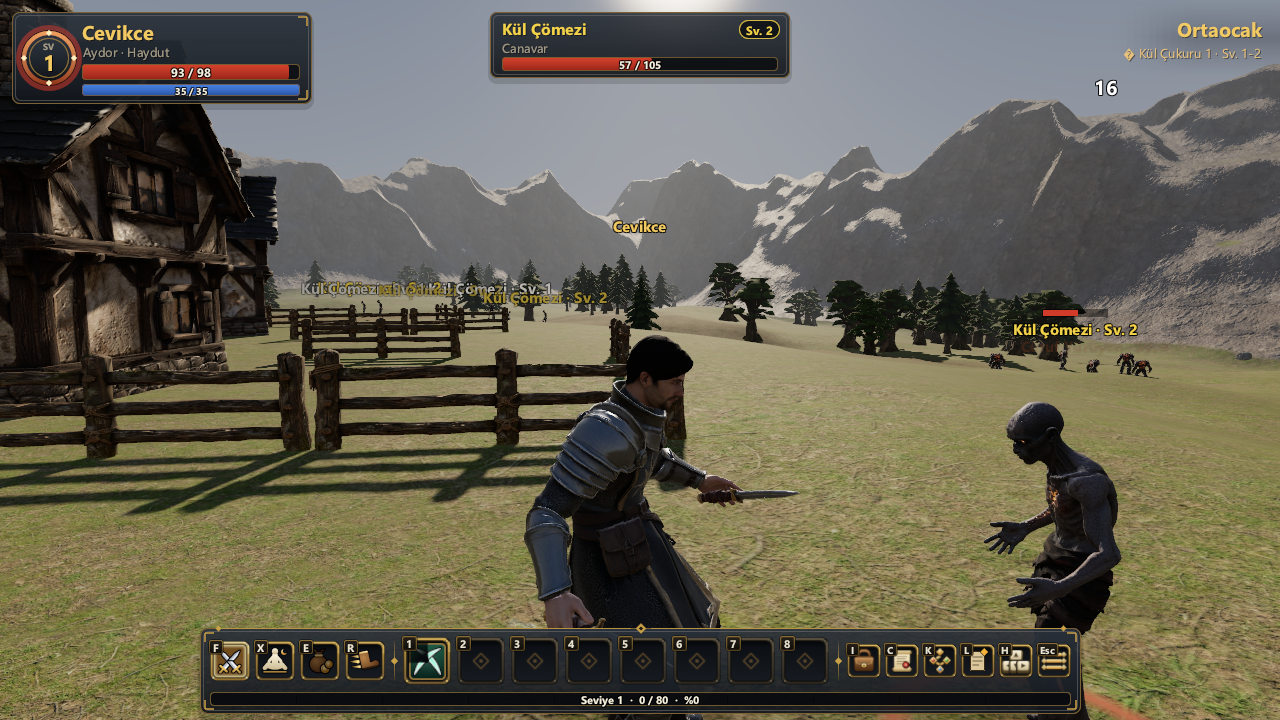 SV
1
Cevikce
Aydor · Haydut
93 / 98
35 / 35
Kül Çömezi
Sv. 2
Canavar
57 / 105
Ortaocak
Kül Çukuru 1 · Sv. 1-2
16
Cevikce
Kül Çömezi · Sv. 1
Kül Çömezi · Sv. 2
Kül Çömezi · Sv. 2
F X E R 1 2 3 4 5 6 7 8 I C K L H Esc
Seviye 1 · 0 / 80 · %0